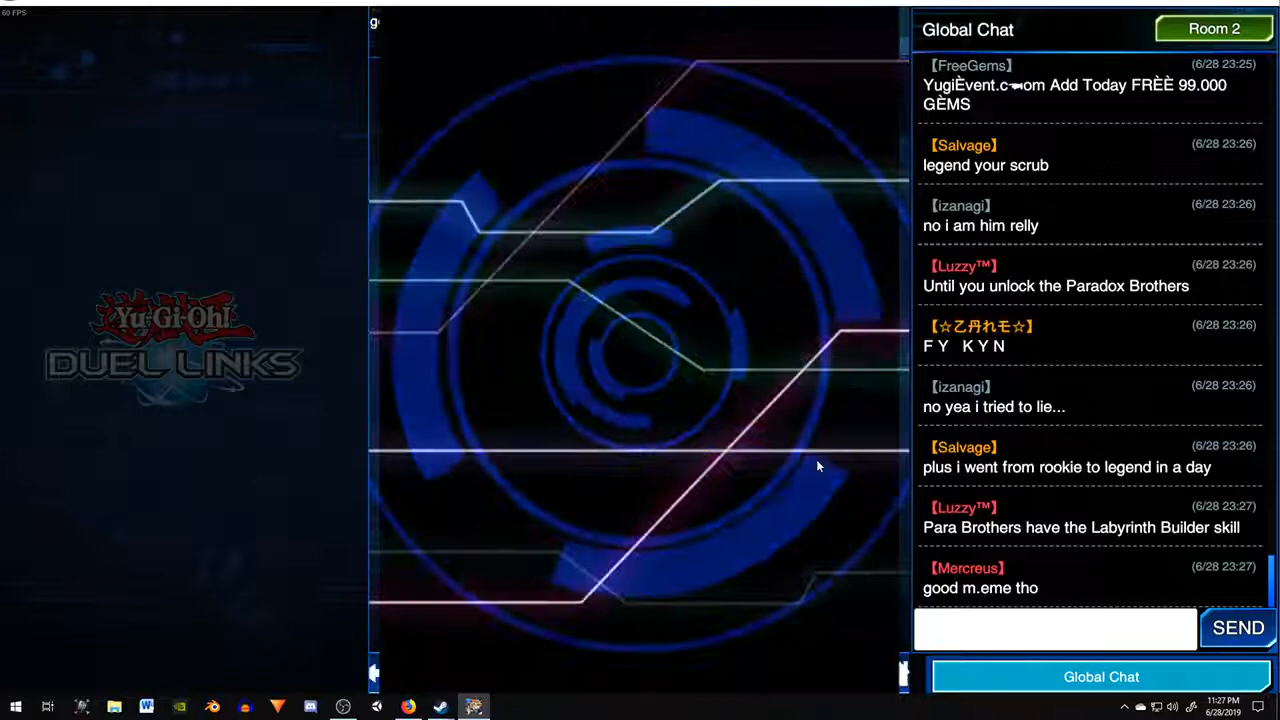 60 FPS
Yu-Gi-Oh!
DUEL LINKS
Global Chat
Room 2
【FreeGems】
(6/28 23:25)
YugiÈvent.c om Add Today FRÈÈ 99.000
GÈMS
【Salvage】
(6/28 23:26)
legend your scrub
【izanagi】
(6/28 23:26)
no i am him relly
【Luzzy™】
(6/28 23:26)
Until you unlock the Paradox Brothers
【☆乙丹れモ☆】
(6/28 23:26)
F Y K Y N
【izanagi】
(6/28 23:26)
no yea i tried to lie...
【Salvage】
(6/28 23:26)
plus i went from rookie to legend in a day
【Luzzy™】
(6/28 23:27)
Para Brothers have the Labyrinth Builder skill
【Mercreus】
(6/28 23:27)
good m.eme tho
SEND
Global Chat
11:27 PM
6/28/2019